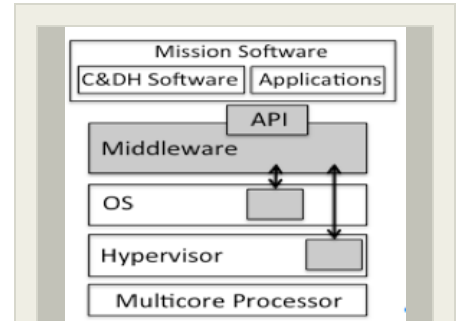 Mission Software
C&DH Software Applications
API
Middleware
OS
Hypervisor
Multicore Processor